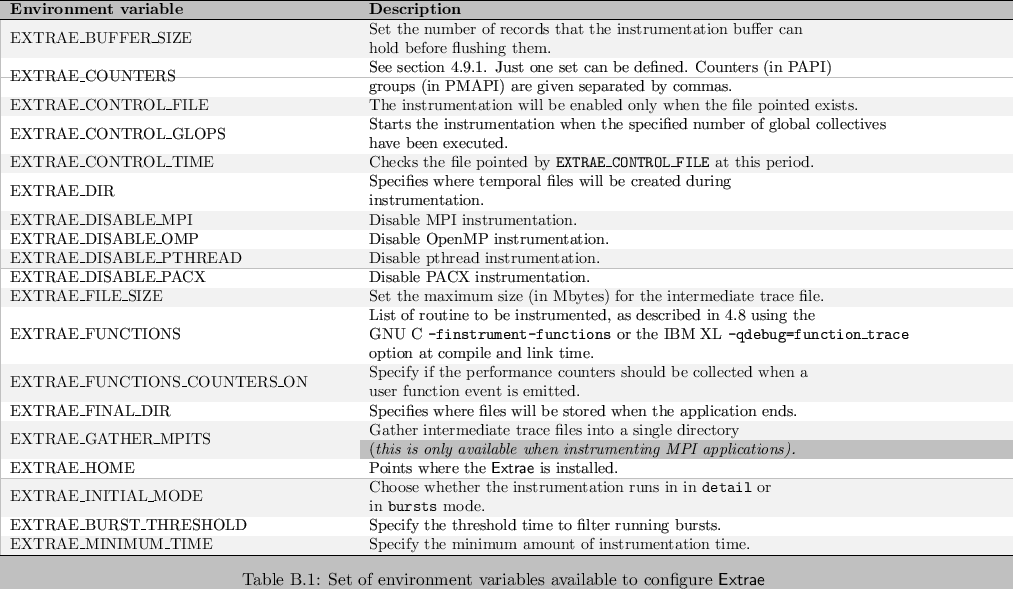 Environment variable Description
EXTRAE_BUFFER_SIZE Set the number of records that the instrumentation buffer can
hold before flushing them.
EXTRAE_COUNTERS See section 4.9.1. Just one set can be defined. Counters (in PAPI)
groups (in PMAPI) are given separated by commas.
EXTRAE_CONTROL_FILE The instrumentation will be enabled only when the file pointed exists.
EXTRAE_CONTROL_GLOPS Starts the instrumentation when the specified number of global collectives
have been executed.
EXTRAE_CONTROL_TIME Checks the file pointed by EXTRAE_CONTROL_FILE at this period.
EXTRAE_DIR Specifies where temporal files will be created during
instrumentation.
EXTRAE_DISABLE_MPI Disable MPI instrumentation.
EXTRAE_DISABLE_OMP Disable OpenMP instrumentation.
EXTRAE_DISABLE_PTHREAD Disable pthread instrumentation.
EXTRAE_DISABLE_PACX Disable PACX instrumentation.
EXTRAE_FILE_SIZE Set the maximum size (in Mbytes) for the intermediate trace file.
EXTRAE_FUNCTIONS List of routine to be instrumented, as described in 4.8 using the
GNU C -finstrument-functions or the IBM XL -qdebug=function_trace
option at compile and link time.
EXTRAE_FUNCTIONS_COUNTERS_ON Specify if the performance counters should be collected when a
user function event is emitted.
EXTRAE_FINAL_DIR Specifies where files will be stored when the application ends.
EXTRAE_GATHER_MPITS Gather intermediate trace files into a single directory
(this is only available when instrumenting MPI applications).
EXTRAE_HOME Points where the Extrae is installed.
EXTRAE_INITIAL_MODE Choose whether the instrumentation runs in in detail or
in bursts mode.
EXTRAE_BURST_THRESHOLD Specify the threshold time to filter running bursts.
EXTRAE_MINIMUM_TIME Specify the minimum amount of instrumentation time.
Table B.1: Set of environment variables available to configure Extrae